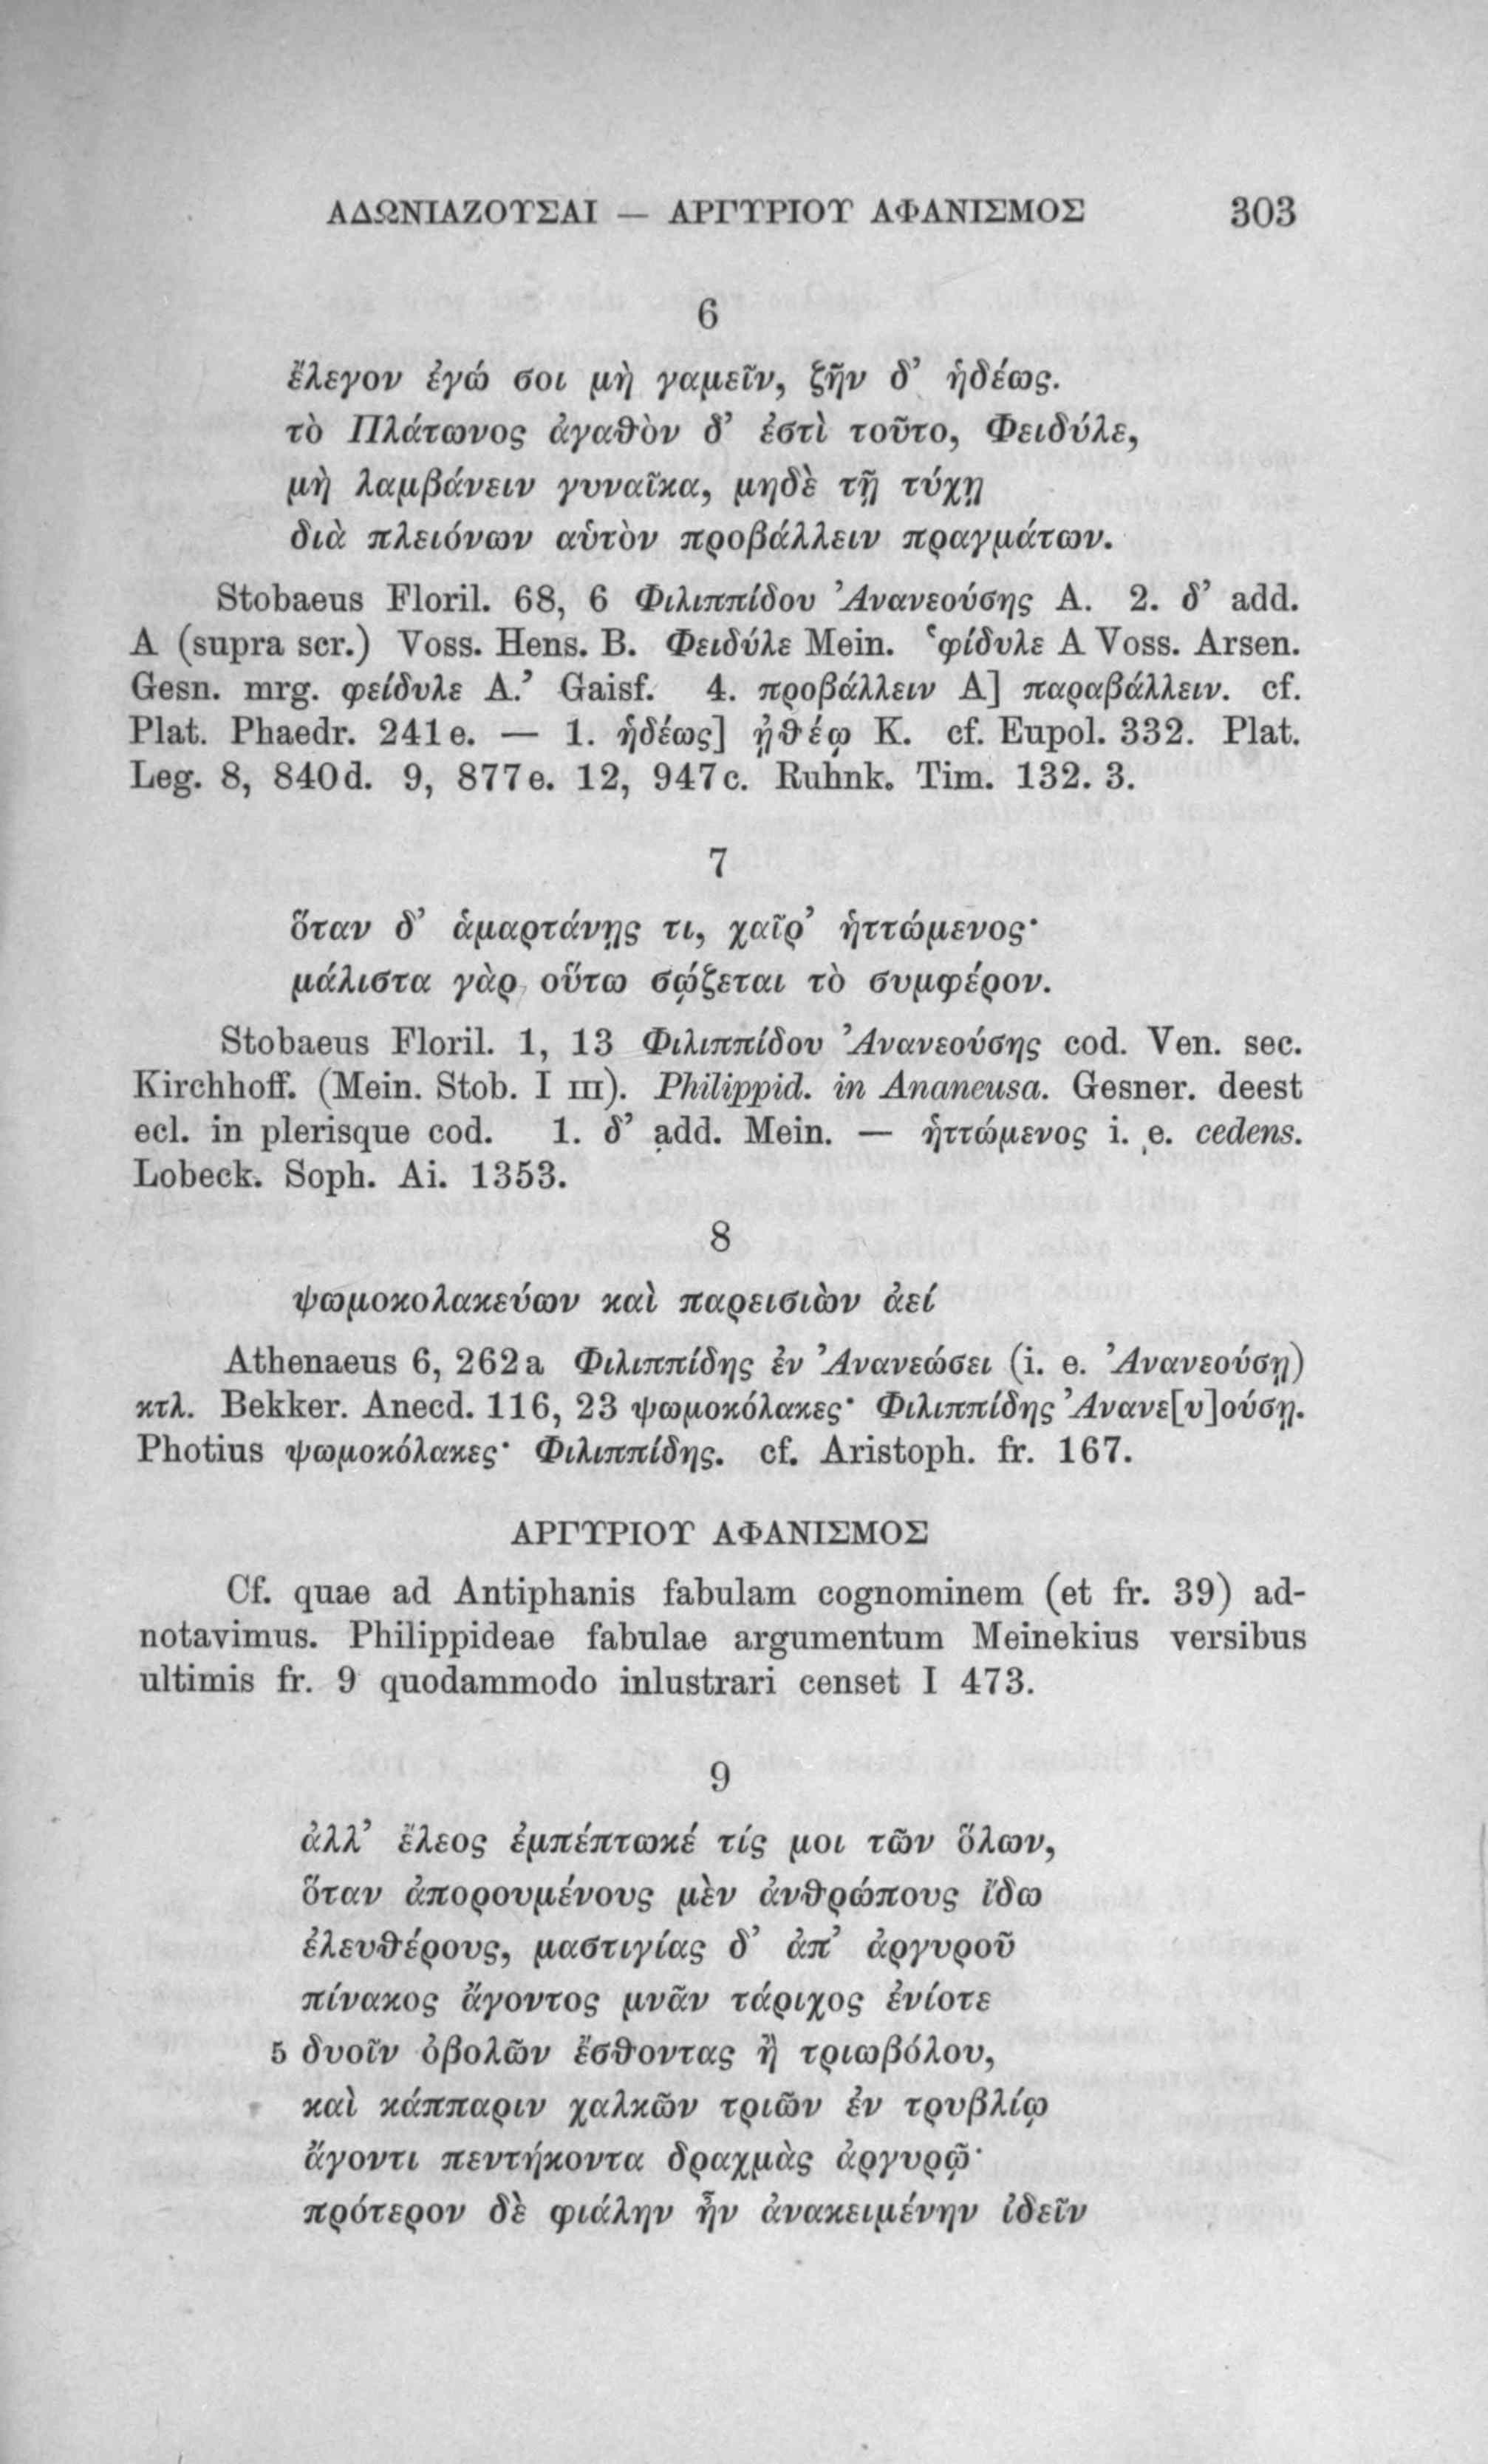 ΑΔΩΝΙΑΖΟΥΣΑΙ — ΑΡΓΥΡΙΟΥ ΑΦΑΝΙΣΜΟΣ 303
6
ἔλεγον ἐγώ σοι μὴ γαμεῖν, ζῆν δ’ ἡδέως.
τὸ Πλάτωνος ἀγαθὸν δ’ ἐστὶ τοῦτο, Φειδύλε,
μὴ λαμβάνειν γυναῖκα, μηδὲ τῇ τύχῃ
διὰ πλειόνων αὑτὸν προβάλλειν πραγμάτων.
Stobaeus Floril. 68, 6 Φιλιππίδου Ἀνανεούσης A. 2. δ’ add.
A (supra scr.) Voss. Hens. B. Φειδύλε Mein. ‘φίδυλε A Voss. Arsen.
Gesn. mrg. φείδυλε A.’ Gaisf. 4. προβάλλειν A] παραβάλλειν. cf.
Plat. Phaedr. 241e. — 1. ἡδέως] ᾐθέῳ K. cf. Eupol. 332. Plat.
Leg. 8, 840d. 9, 877e. 12, 947c. Ruhnk. Tim. 132. 3.
7
ὅταν δ’ ἁμαρτάνῃς τι, χαῖρ’ ἡττώμενος·
μάλιστα γὰρ οὕτω σῴζεται τὸ συμφέρον.
Stobaeus Floril. 1, 13 Φιλιππίδου Ἀνανεούσης cod. Ven. sec.
Kirchhoff. (Mein. Stob. I III). Philippid. in Ananeusa. Gesner. deest
ecl. in plerisque cod. 1. δ’ add. Mein. — ἡττώμενος i. e. cedens.
Lobeck. Soph. Ai. 1353.
8
ψωμοκολακεύων καὶ παρεισιὼν ἀεί
Athenaeus 6, 262a Φιλιππίδης ἐν Ἀνανεώσει (i. e. Ἀνανεούσῃ)
κτλ. Bekker. Anecd. 116, 23 ψωμοκόλακες· Φιλιππίδης Ἀνανε[υ]ούσῃ.
Photius ψωμοκόλακες· Φιλιππίδης. cf. Aristoph. fr. 167.
ΑΡΓΥΡΙΟΥ ΑΦΑΝΙΣΜΟΣ
Cf. quae ad Antiphanis fabulam cognominem (et fr. 39) ad-
notavimus. Philippideae fabulae argumentum Meinekius versibus
ultimis fr. 9 quodammodo inlustrari censet I 473.
9
ἀλλ’ ἔλεος ἐμπέπτωκέ τίς μοι τῶν ὅλων,
ὅταν ἀπορουμένους μὲν ἀνθρώπους ἴδω
ἐλευθέρους, μαστιγίας δ’ ἀπ’ ἀργυροῦ
πίνακος ἄγοντος μνᾶν τάριχος ἐνίοτε
5 δυοῖν ὀβολῶν ἔσθοντας ἢ τριωβόλου,
καὶ κάππαριν χαλκῶν τριῶν ἐν τρυβλίῳ
ἄγοντι πεντήκοντα δραχμὰς ἀργυρῷ·
πρότερον δὲ φιάλην ἦν ἀνακειμένην ἰδεῖν